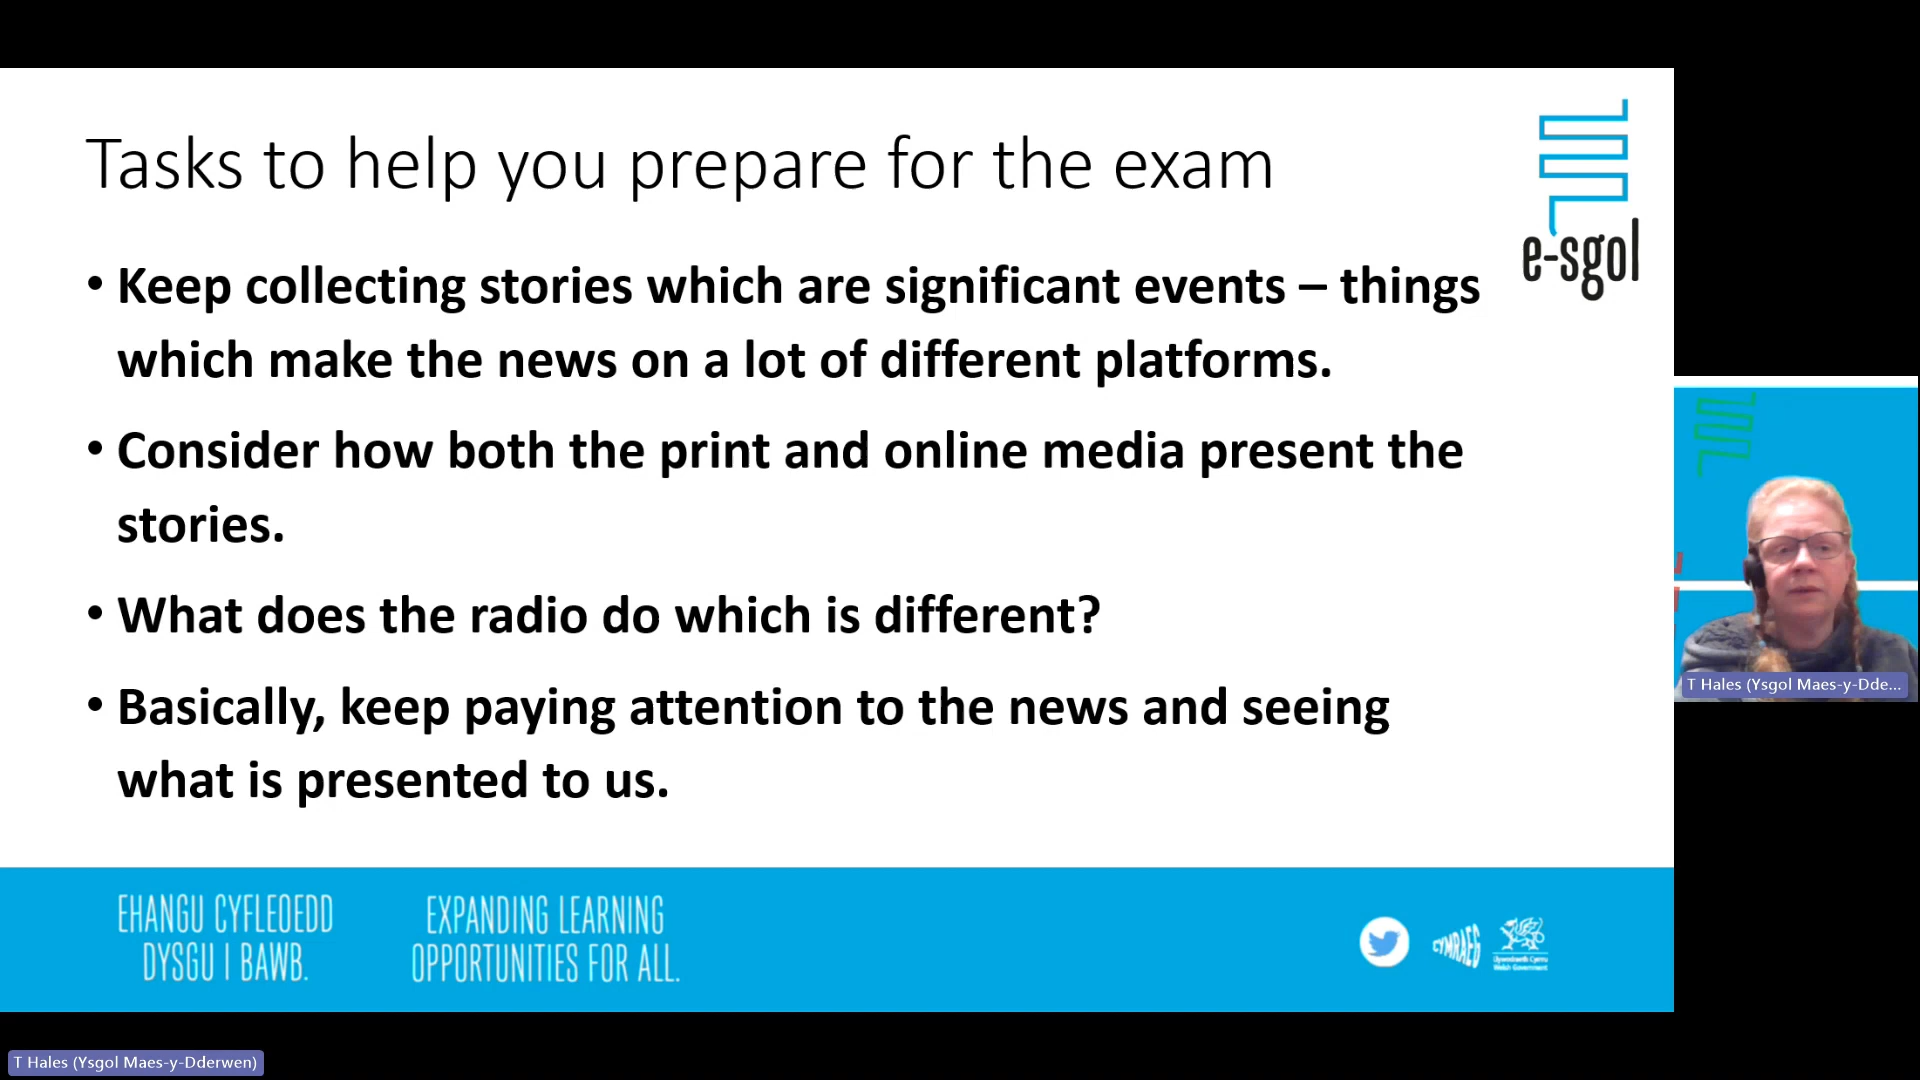 Tasks to help you prepare for the exam
e-sgol
• Keep collecting stories which are significant events – things
which make the news on a lot of different platforms.
• Consider how both the print and online media present the
stories.
• What does the radio do which is different?
• Basically, keep paying attention to the news and seeing
what is presented to us.
T Hales (Ysgol Maes-y-Dde...
EHANGU CYFLEOEDD
DYSGU I BAWB.
EXPANDING LEARNING
OPPORTUNITIES FOR ALL.
CYMRAEG
Llywodraeth Cymru
Welsh Government
T Hales (Ysgol Maes-y-Dderwen)